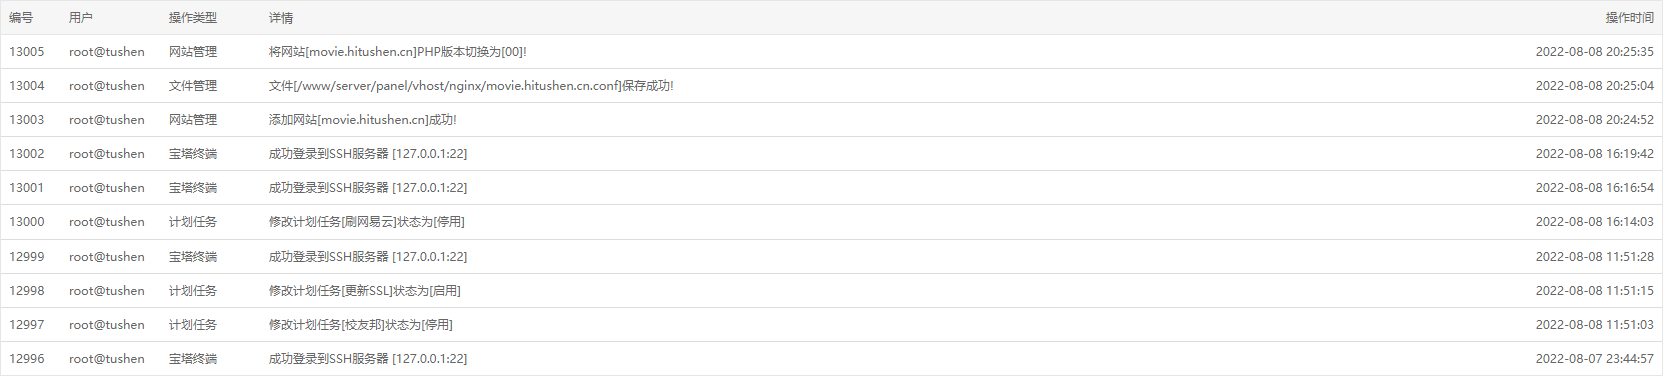 编号 用户 操作类型 详情 操作时间
13005 root@tushen 网站管理 将网站[movie.hitushen.cn]PHP版本切换为[00]! 2022-08-08 20:25:35
13004 root@tushen 文件管理 文件[/www/server/panel/vhost/nginx/movie.hitushen.cn.conf]保存成功! 2022-08-08 20:25:04
13003 root@tushen 网站管理 添加网站[movie.hitushen.cn]成功! 2022-08-08 20:24:52
13002 root@tushen 宝塔终端 成功登录到SSH服务器 [127.0.0.1:22] 2022-08-08 16:19:42
13001 root@tushen 宝塔终端 成功登录到SSH服务器 [127.0.0.1:22] 2022-08-08 16:16:54
13000 root@tushen 计划任务 修改计划任务[刷网易云]状态为[停用] 2022-08-08 16:14:03
12999 root@tushen 宝塔终端 成功登录到SSH服务器 [127.0.0.1:22] 2022-08-08 11:51:28
12998 root@tushen 计划任务 修改计划任务[更新SSL]状态为[启用] 2022-08-08 11:51:15
12997 root@tushen 计划任务 修改计划任务[校友邦]状态为[停用] 2022-08-08 11:51:03
12996 root@tushen 宝塔终端 成功登录到SSH服务器 [127.0.0.1:22] 2022-08-07 23:44:57